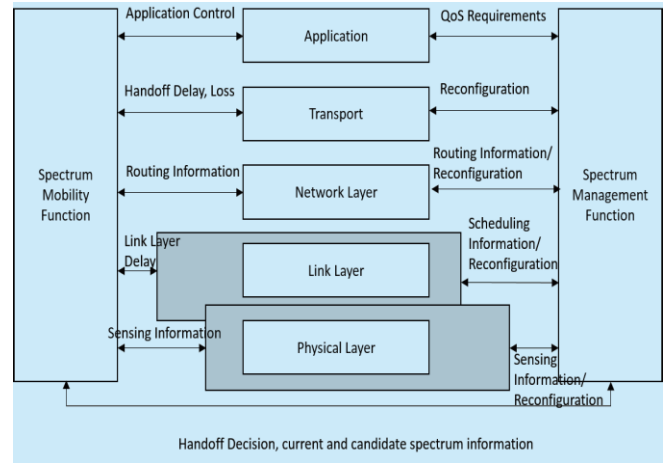 Application Control
Application
QoS Requirements
Handoff Delay, Loss
Transport
Reconfiguration
Spectrum
Mobility
Function
Routing Information
Network Layer
Routing Information/
Reconfiguration
Spectrum
Management
Function
Link Layer
Delay
Link Layer
Scheduling
Information/
Reconfiguration
Sensing Information
Physical Layer
Sensing
Information/
Reconfiguration
Handoff Decision, current and candidate spectrum information